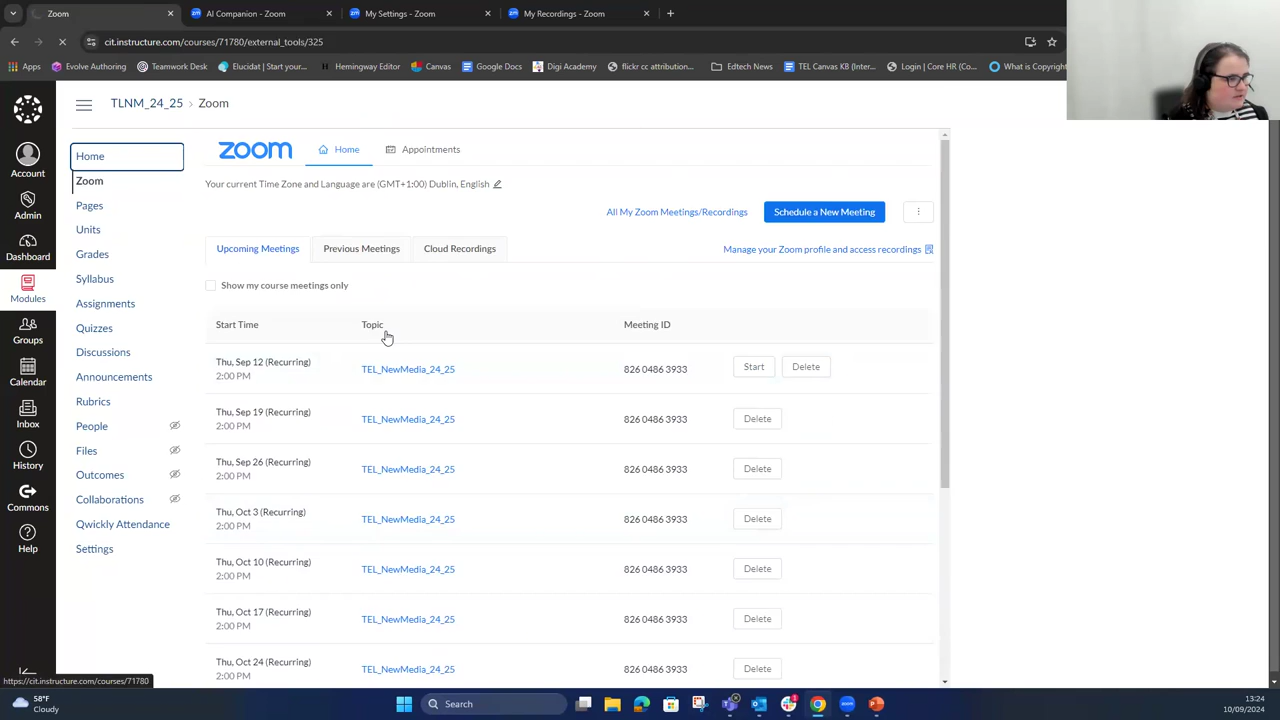 Zoom
AI Companion - Zoom
My Settings - Zoom
My Recordings - Zoom
cit.instructure.com/courses/71780/external_tools/325
Apps
Evolve Authoring
Teamwork Desk
Elucidat | Start your...
Hemingway Editor
Canvas
Google Docs
Digi Academy
flickr cc attribution...
Edtech News
TEL Canvas KB (Inter...
Login | Core HR (Co...
What is Copyright
TLNM_24_25 › Zoom
Account
Admin
Dashboard
Modules
Groups
Calendar
Inbox
History
Commons
Help
Home
Zoom
Pages
Units
Grades
Syllabus
Assignments
Quizzes
Discussions
Announcements
Rubrics
People
Files
Outcomes
Collaborations
Qwickly Attendance
Settings
zoom
Home
Appointments
Your current Time Zone and Language are (GMT+1:00) Dublin, English
All My Zoom Meetings/Recordings
Schedule a New Meeting
Upcoming Meetings
Previous Meetings
Cloud Recordings
Manage your Zoom profile and access recordings
Show my course meetings only
Start Time Topic Meeting ID
Thu, Sep 12 (Recurring)
2:00 PM
TEL_NewMedia_24_25 826 0486 3933 Start Delete
Thu, Sep 19 (Recurring)
2:00 PM
TEL_NewMedia_24_25 826 0486 3933 Delete
Thu, Sep 26 (Recurring)
2:00 PM
TEL_NewMedia_24_25 826 0486 3933 Delete
Thu, Oct 3 (Recurring)
2:00 PM
TEL_NewMedia_24_25 826 0486 3933 Delete
Thu, Oct 10 (Recurring)
2:00 PM
TEL_NewMedia_24_25 826 0486 3933 Delete
Thu, Oct 17 (Recurring)
2:00 PM
TEL_NewMedia_24_25 826 0486 3933 Delete
Thu, Oct 24 (Recurring)
2:00 PM
TEL_NewMedia_24_25 826 0486 3933 Delete
https://cit.instructure.com/courses/71780
58°F
Cloudy
Search
13:24
10/09/2024